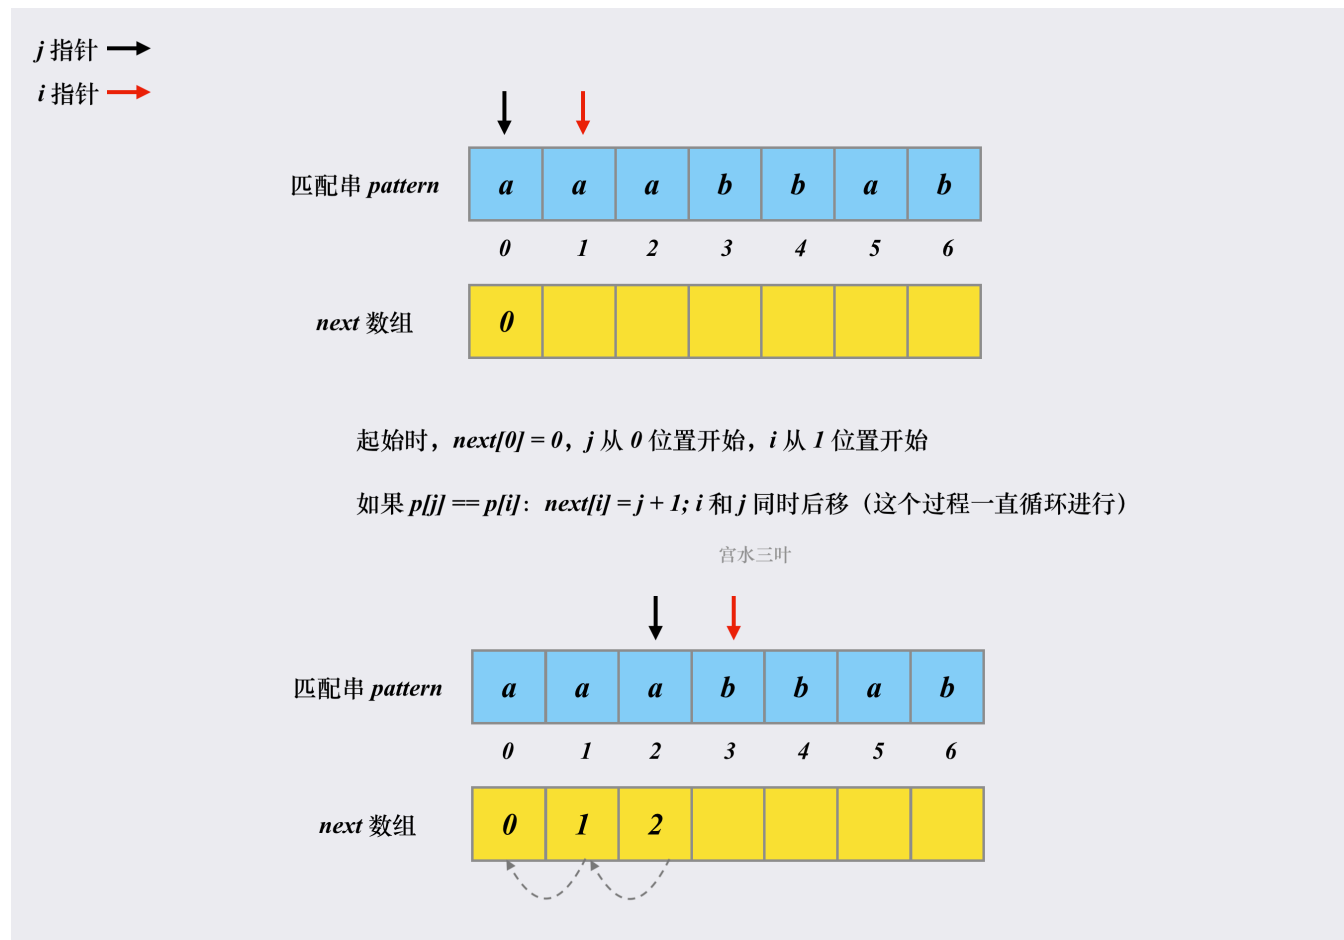 j 指针
i 指针
匹配串 pattern a a a b b a b
0 1 2 3 4 5 6
next 数组 0
起始时，next[0] = 0，j 从 0 位置开始，i 从 1 位置开始
如果 p[j] == p[i]：next[i] = j + 1; i 和 j 同时后移（这个过程一直循环进行）
宫水三叶
匹配串 pattern a a a b b a b
0 1 2 3 4 5 6
next 数组 0 1 2